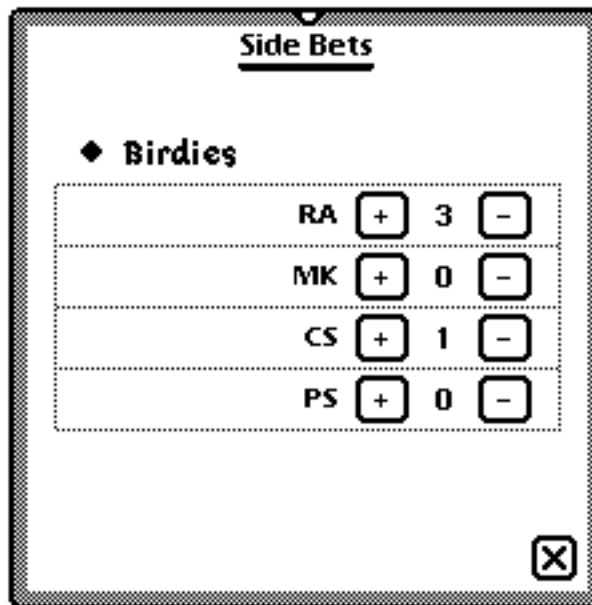 Side Bets
◆ Birdies
RA + 3 -
MK + 0 -
CS + 1 -
PS + 0 -